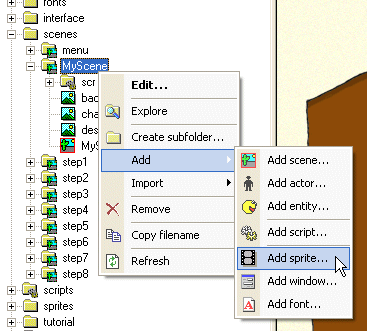 fonts
interface
scenes
menu
MyScene
scr
bac
cha
des
MyS
step1
step2
step3
step4
step5
step6
step7
step8
scripts
sprites
tutorial
Edit...
Explore
Create subfolder...
Add
Import
Remove
Copy filename
Refresh
Add scene...
Add actor...
Add entity...
Add script...
Add sprite...
Add window...
Add font...